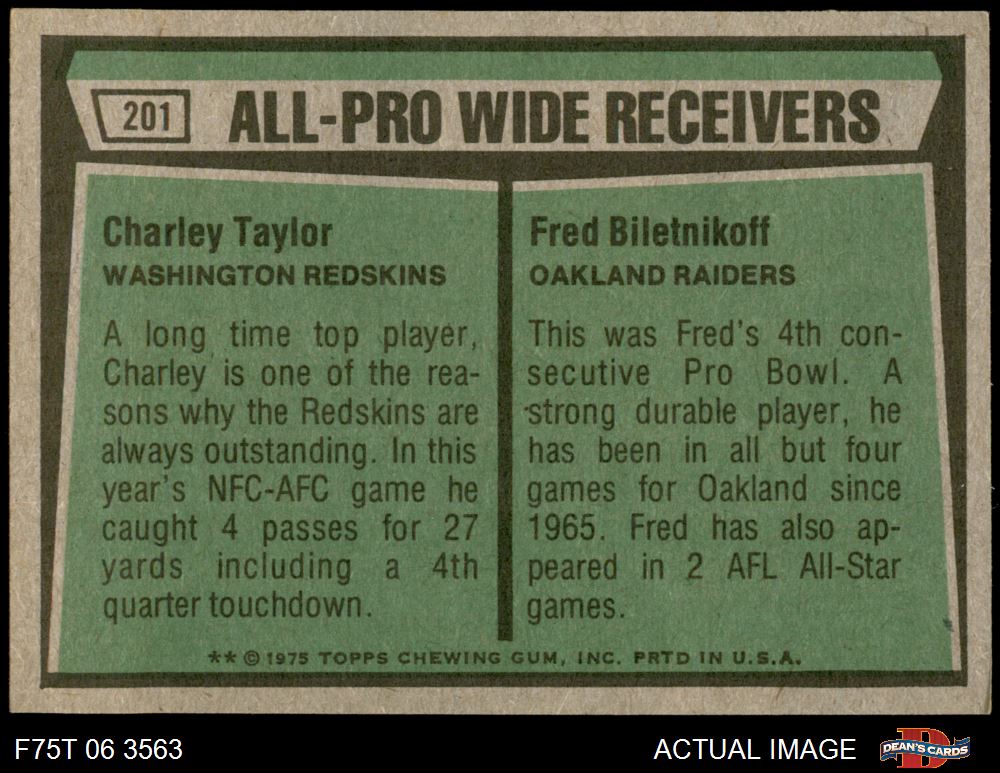 201 ALL-PRO WIDE RECEIVERS
Charley Taylor
WASHINGTON REDSKINS
A long time top player,
Charley is one of the rea-
sons why the Redskins are
always outstanding. In this
year's NFC-AFC game he
caught 4 passes for 27
yards including a 4th
quarter touchdown.
Fred Biletnikoff
OAKLAND RAIDERS
This was Fred's 4th con-
secutive Pro Bowl. A
strong durable player, he
has been in all but four
games for Oakland since
1965. Fred has also ap-
peared in 2 AFL All-Star
games.
** © 1975 TOPPS CHEWING GUM, INC. PRTD IN U.S.A.
F75T 06 3563
ACTUAL IMAGE
DEAN'S CARDS